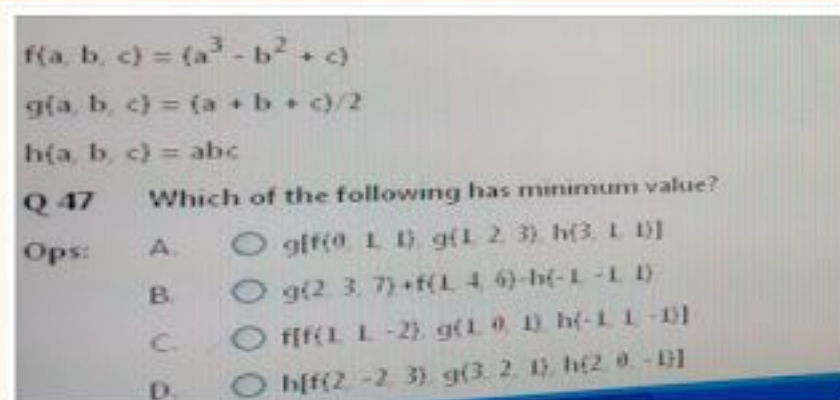 f(a, b, c) = (a³ - b² + c)
g(a, b, c) = (a + b + c)/2
h(a, b, c) = abc
Q 47 Which of the following has minimum value?
Ops: A. g[f(0, 1, 1), g(1, 2, 3), h(3, 1, 1)]
B. g(2, 3, 7)+f(1, 4, 6)-h(-1, -1, 1)
C. f[f(1, 1, -2), g(1, 0, 1), h(-1, 1, -1)]
D. h[f(2, -2, 3), g(3, 2, 1), h(2, 0, -1)]